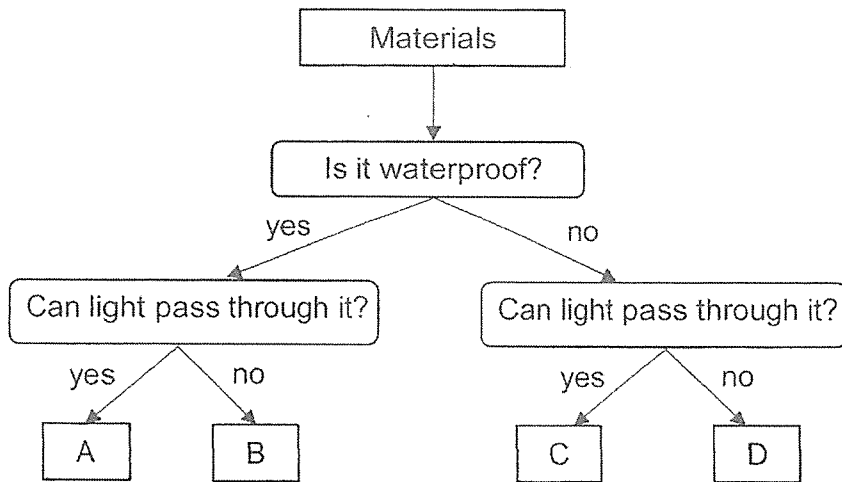 Materials
Is it waterproof?
yes
no
Can light pass through it?
Can light pass through it?
yes
no
yes
no
A
B
C
D